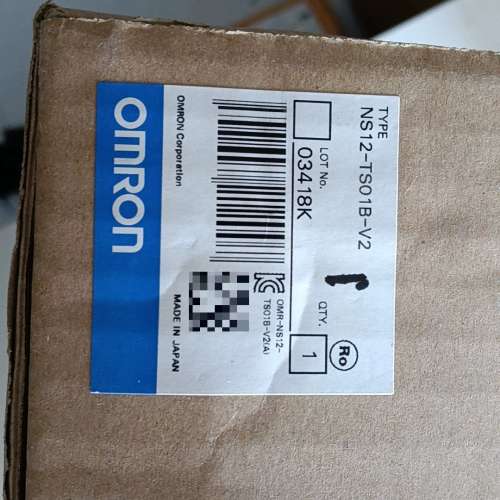 TYPE
NS12-TS01B-V2
LOT No.
03418K
QTY.
1
Ro
OMR-NS12-
TS01B-V2(A)
OMRON Corporation
MADE IN JAPAN
OMRON